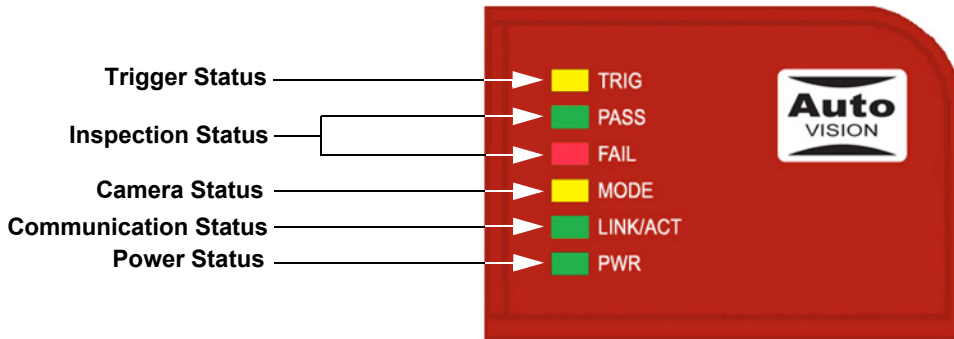 Trigger Status
TRIG
Inspection Status
PASS
FAIL
Camera Status
MODE
Communication Status
LINK/ACT
Power Status
PWR
Auto
VISION